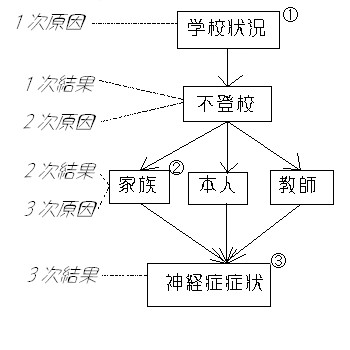 1次原因
学校状況
①
1次結果
不登校
2次原因
2次結果
家族
②
本人
教師
3次原因
③
3次結果
神経症症状